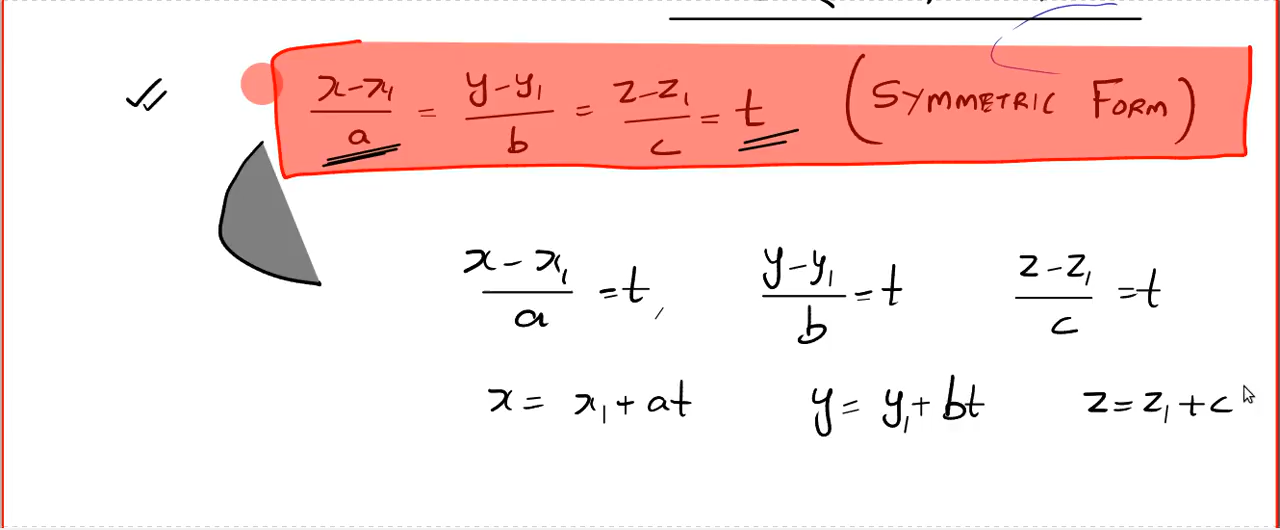 x-x₁/a = y-y₁/b = z-z₁/c = t (SYMMETRIC FORM)
x-x₁/a = t, y-y₁/b = t z-z₁/c = t
x = x₁ + at y = y₁ + bt z = z₁ + c